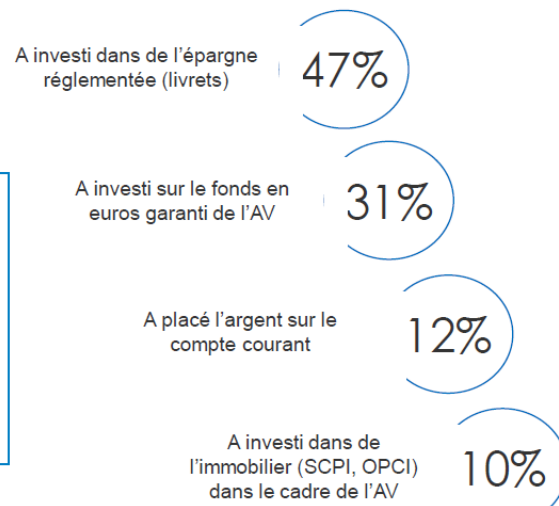 A investi dans de l'épargne
réglementée (livrets)
47%
A investi sur le fonds en
euros garanti de l'AV
31%
A placé l'argent sur le
compte courant
12%
A investi dans de
l'immobilier (SCPI, OPCI)
dans le cadre de l'AV
10%